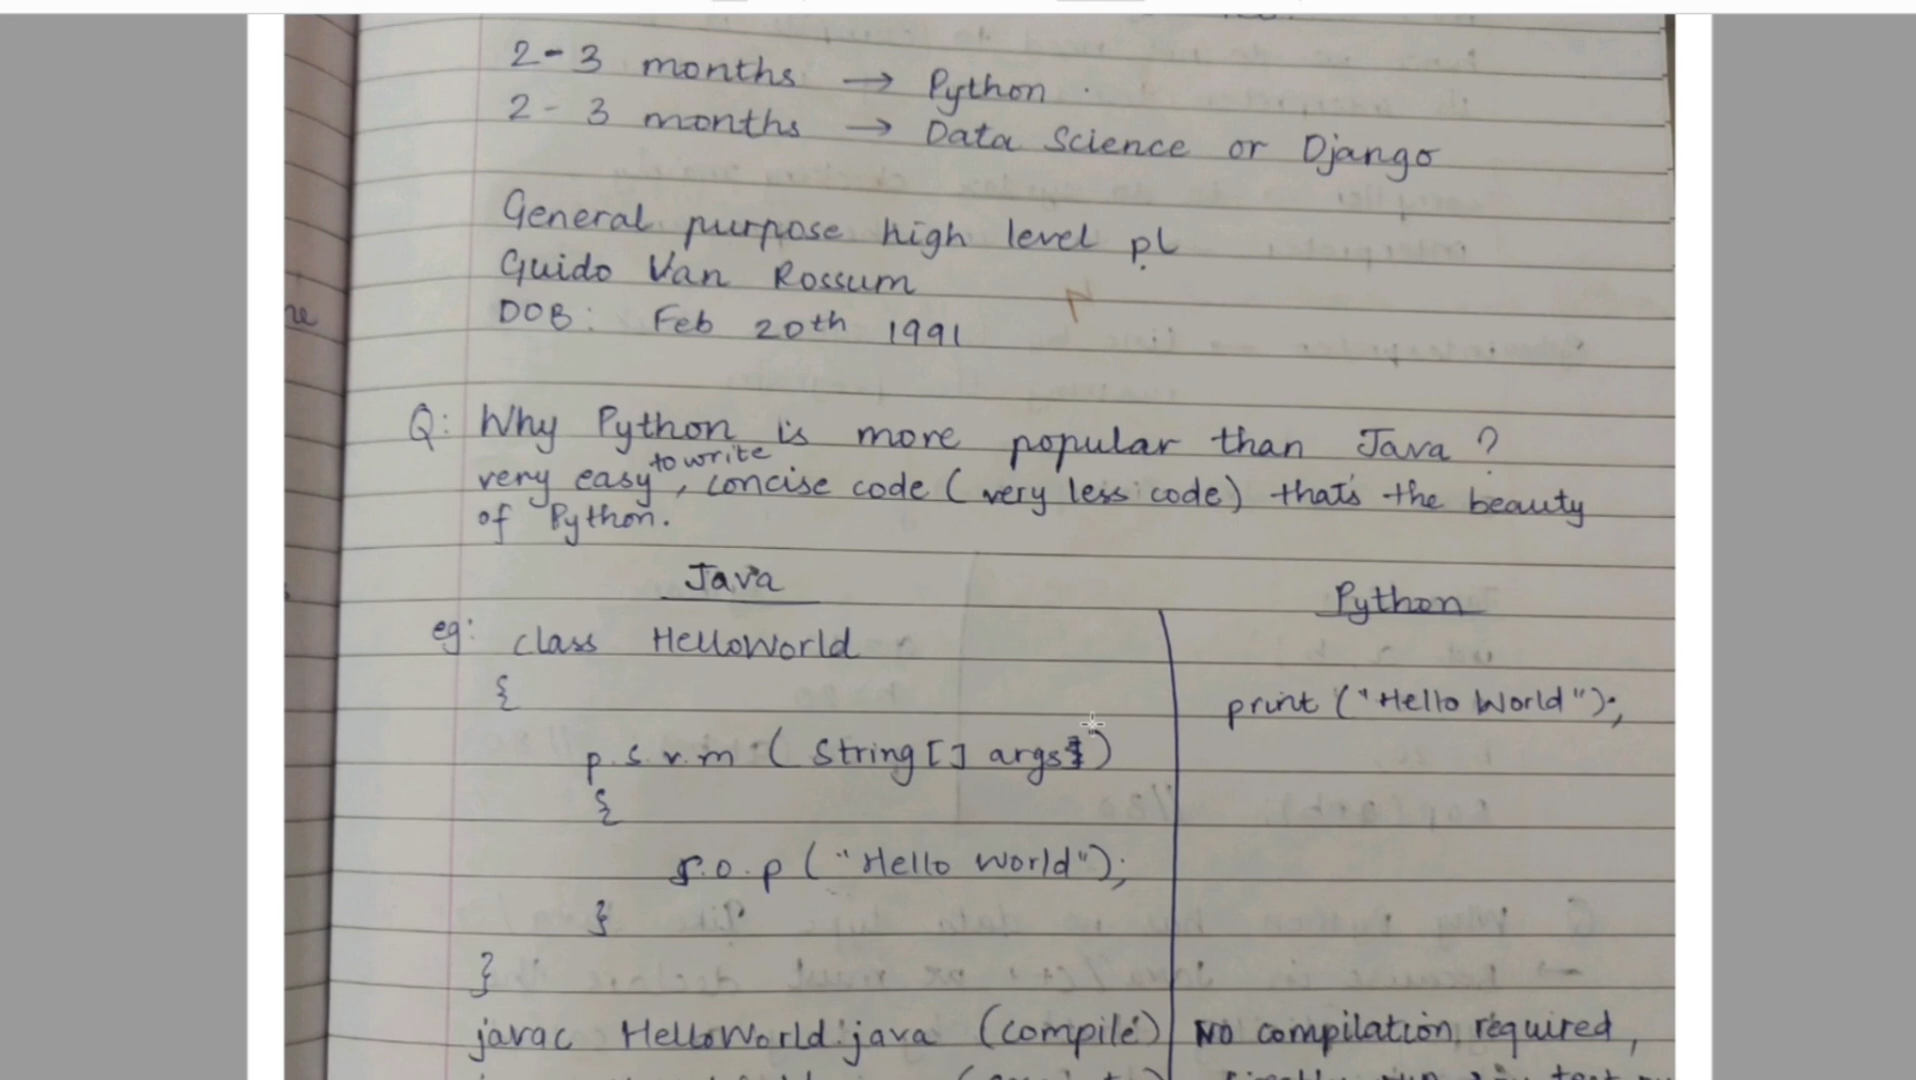 2-3 months → Python
2-3 months → Data Science or Django
General purpose high level pl
Guido Van Rossum
DOB: Feb 20th 1991
Q: Why Python is more popular than Java?
very easy to write, concise code (very less code) that's the beauty
of Python.
Java
Python
eg: class HelloWorld
{
print ("Hello World");
p.s.v.m (String[] args)
{
s.o.p ("Hello World");
}
}
javac HelloWorld.java (compile)
No compilation required,